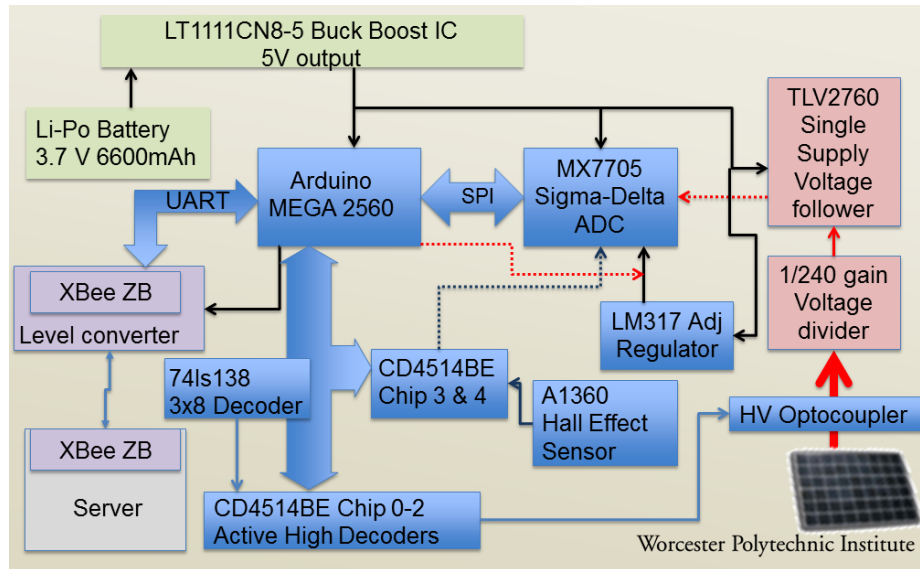 LT1111CN8-5 Buck Boost IC
5V output
Li-Po Battery
3.7 V 6600mAh
Arduino
MEGA 2560
SPI
MX7705
Sigma-Delta
ADC
TLV2760
Single
Supply
Voltage
follower
UART
XBee ZB
Level converter
1/240 gain
Voltage
divider
LM317 Adj
Regulator
74ls138
3x8 Decoder
CD4514BE
Chip 3 & 4
A1360
Hall Effect
Sensor
HV Optocoupler
XBee ZB
Server
CD4514BE Chip 0-2
Active High Decoders
Worcester Polytechnic Institute